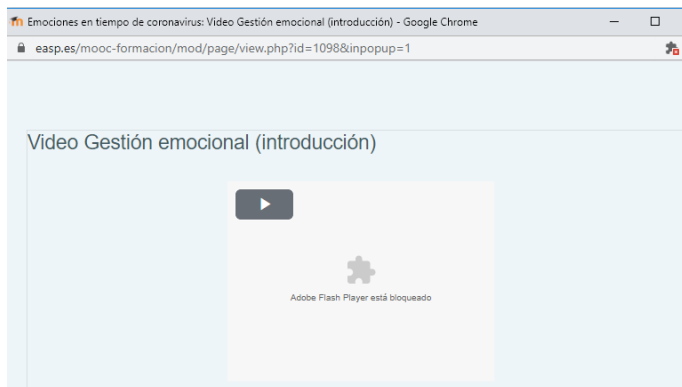 Emociones en tiempo de coronavirus: Video Gestión emocional (introducción) - Google Chrome
easp.es/mooc-formacion/mod/page/view.php?id=1098&inpopup=1
Video Gestión emocional (introducción)
Adobe Flash Player está bloqueado